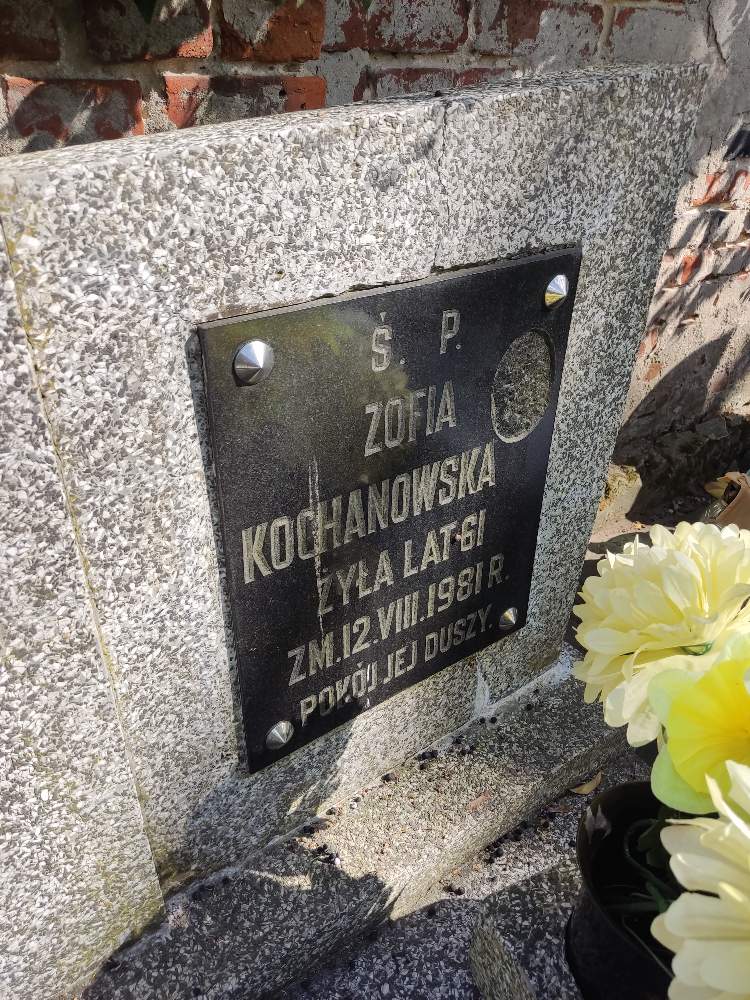 Ś. P.
ZOFIA
KOCHANOWSKA
ŻYŁA LAT 61
ZM. 12.VIII.1981 R.
POKÓJ JEJ DUSZY.